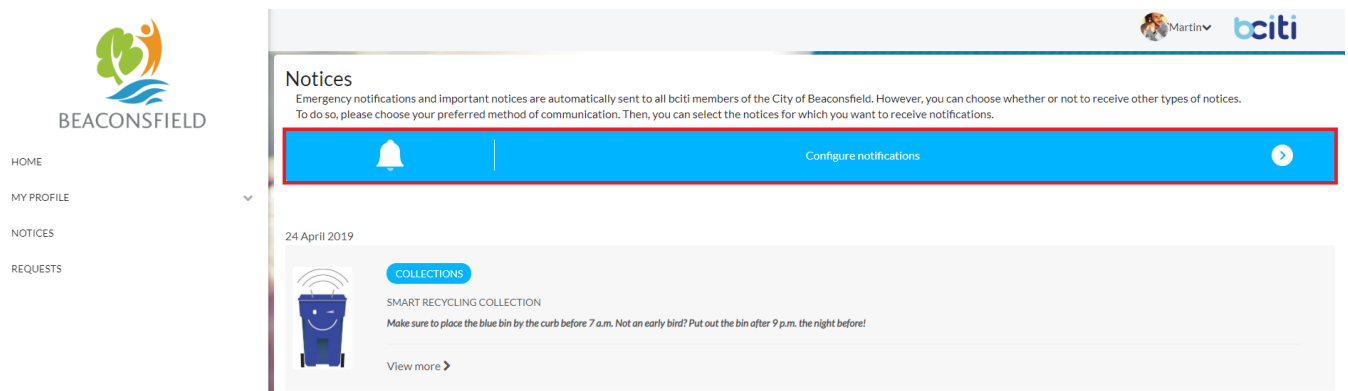 Martin
bciti
BEACONSFIELD
HOME
MY PROFILE
NOTICES
REQUESTS
Notices
Emergency notifications and important notices are automatically sent to all bciti members of the City of Beaconsfield. However, you can choose whether or not to receive other types of notices.
To do so, please choose your preferred method of communication. Then, you can select the notices for which you want to receive notifications.
Configure notifications
24 April 2019
COLLECTIONS
SMART RECYCLING COLLECTION
Make sure to place the blue bin by the curb before 7 a.m. Not an early bird? Put out the bin after 9 p.m. the night before!
View more